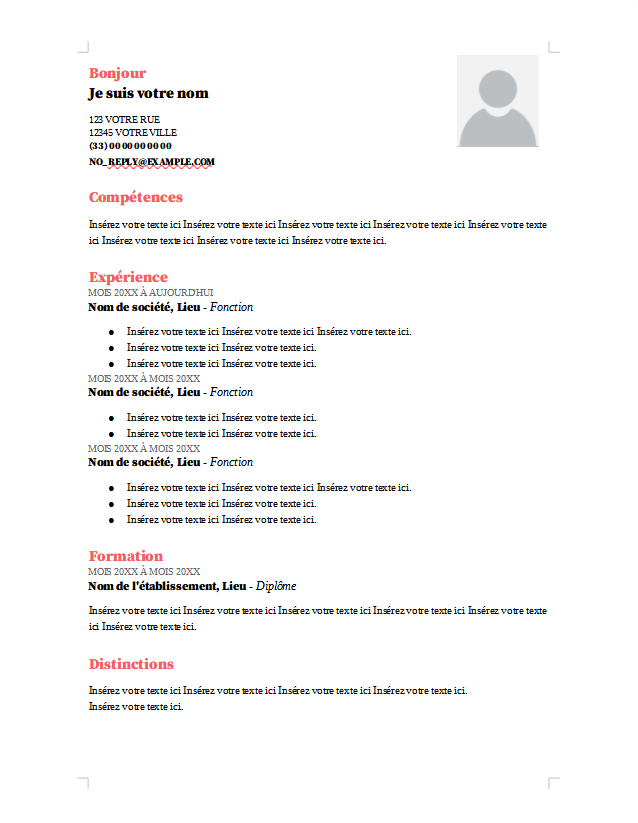 Bonjour
Je suis votre nom
123 VOTRE RUE
12345 VOTRE VILLE
(33) 00 00 00 00 00
NO_REPLY@EXAMPLE.COM
Compétences
Insérez votre texte ici Insérez votre texte ici Insérez votre texte ici Insérez votre texte ici Insérez votre texte
ici Insérez votre texte ici Insérez votre texte ici Insérez votre texte ici.
Expérience
MOIS 20XX À AUJOURD'HUI
Nom de société, Lieu - Fonction
● Insérez votre texte ici Insérez votre texte ici Insérez votre texte ici.
● Insérez votre texte ici Insérez votre texte ici.
● Insérez votre texte ici Insérez votre texte ici.
MOIS 20XX À MOIS 20XX
Nom de société, Lieu - Fonction
● Insérez votre texte ici Insérez votre texte ici.
● Insérez votre texte ici Insérez votre texte ici.
MOIS 20XX À MOIS 20XX
Nom de société, Lieu - Fonction
● Insérez votre texte ici Insérez votre texte ici Insérez votre texte ici.
● Insérez votre texte ici Insérez votre texte ici.
● Insérez votre texte ici Insérez votre texte ici.
Formation
MOIS 20XX À MOIS 20XX
Nom de l'établissement, Lieu - Diplôme
Insérez votre texte ici Insérez votre texte ici Insérez votre texte ici Insérez votre texte ici Insérez votre texte
ici Insérez votre texte ici.
Distinctions
Insérez votre texte ici Insérez votre texte ici Insérez votre texte ici Insérez votre texte ici.
Insérez votre texte ici.